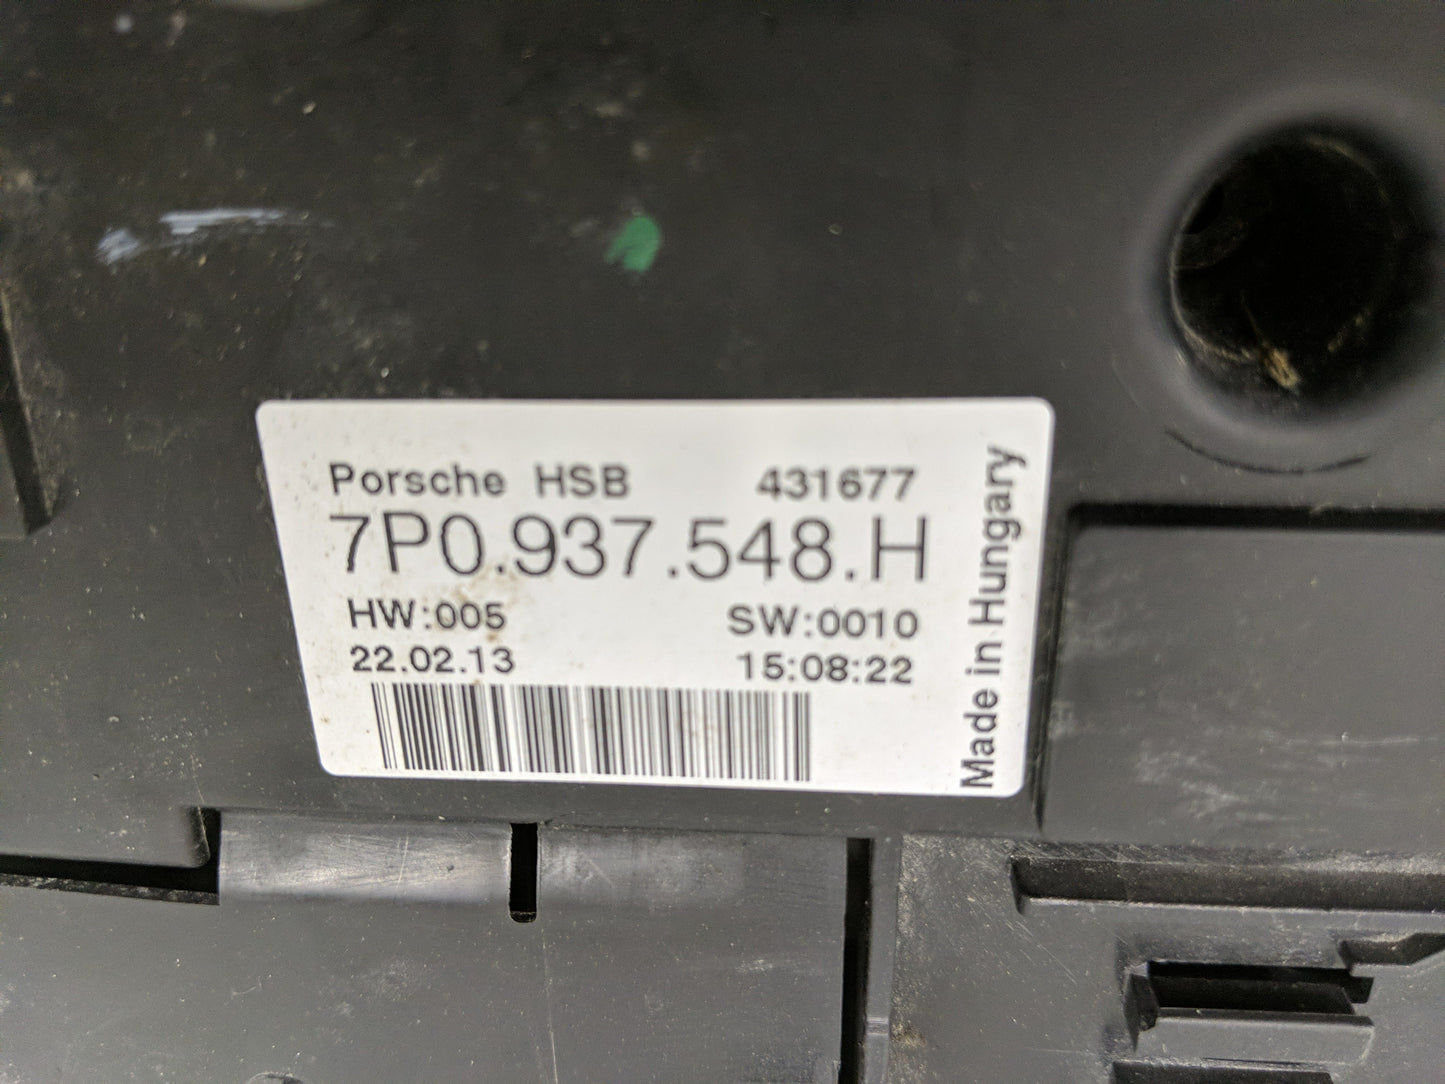 Porsche HSB 431677
7P0.937.548.H
HW:005 SW:0010
22.02.13 15:08:22
Made in Hungary